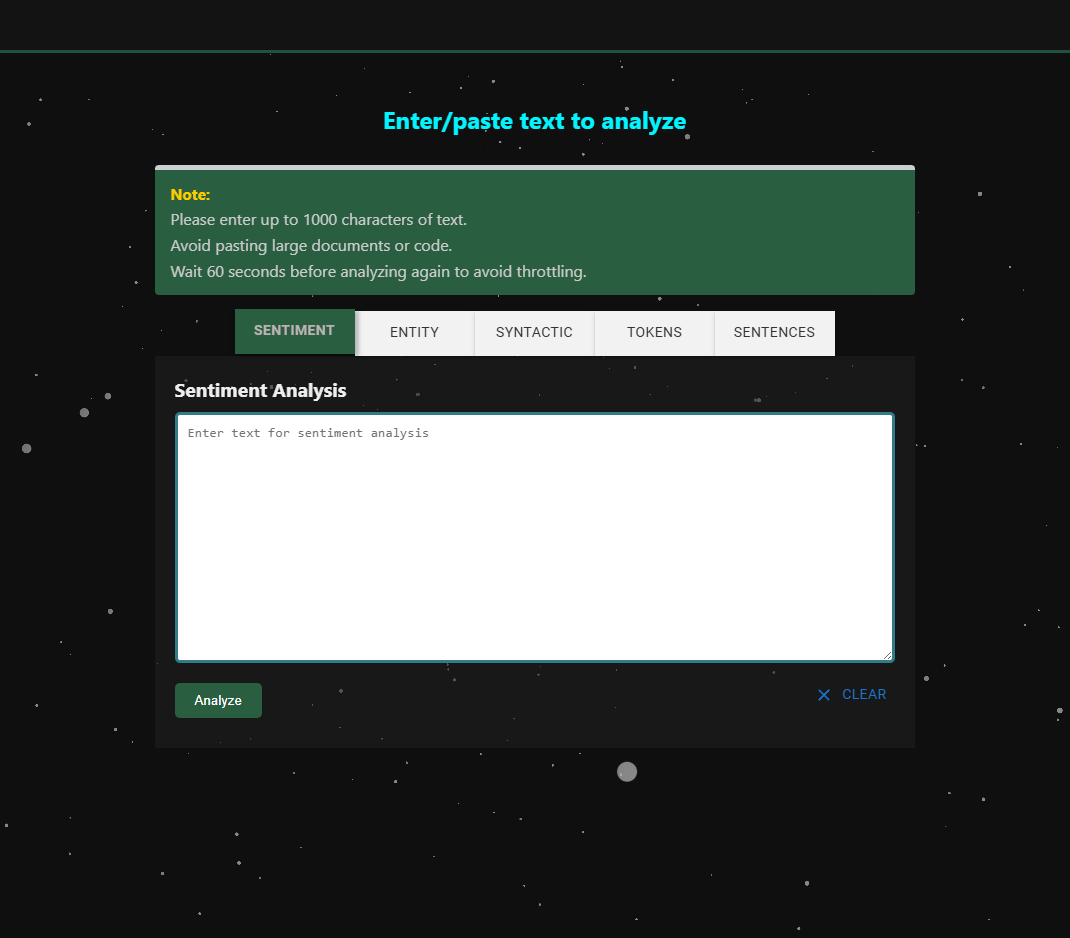 Enter/paste text to analyze
Note:
Please enter up to 1000 characters of text.
Avoid pasting large documents or code.
Wait 60 seconds before analyzing again to avoid throttling.
SENTIMENT ENTITY SYNTACTIC TOKENS SENTENCES
Sentiment Analysis
Enter text for sentiment analysis
Analyze CLEAR